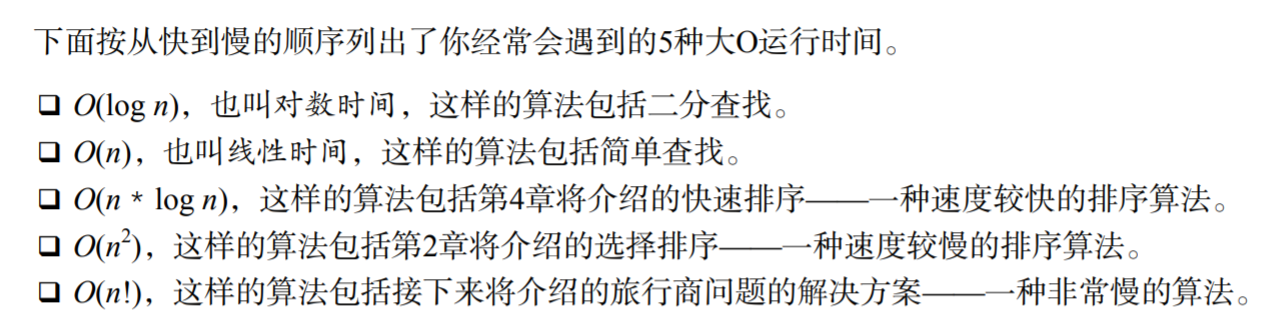 下面按从快到慢的顺序列出了你经常会遇到的5种大O运行时间。
❑ O(log n)，也叫对数时间，这样的算法包括二分查找。
❑ O(n)，也叫线性时间，这样的算法包括简单查找。
❑ O(n * log n)，这样的算法包括第4章将介绍的快速排序——一种速度较快的排序算法。
❑ O(n²)，这样的算法包括第2章将介绍的选择排序——一种速度较慢的排序算法。
❑ O(n!)，这样的算法包括接下来将介绍的旅行商问题的解决方案——一种非常慢的算法。